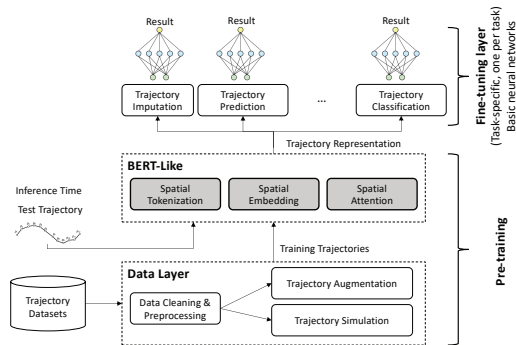 Result
Result
Result
Trajectory
Imputation
Trajectory
Prediction
...
Trajectory
Classification
Fine-tuning layer
(Task-specific, one per task)
Basic neural networks
Trajectory Representation
BERT-Like
Spatial
Tokenization
Spatial
Embedding
Spatial
Attention
Inference Time
Test Trajectory
Training Trajectories
Pre-training
Data Layer
Trajectory
Datasets
Data Cleaning &
Preprocessing
Trajectory Augmentation
Trajectory Simulation